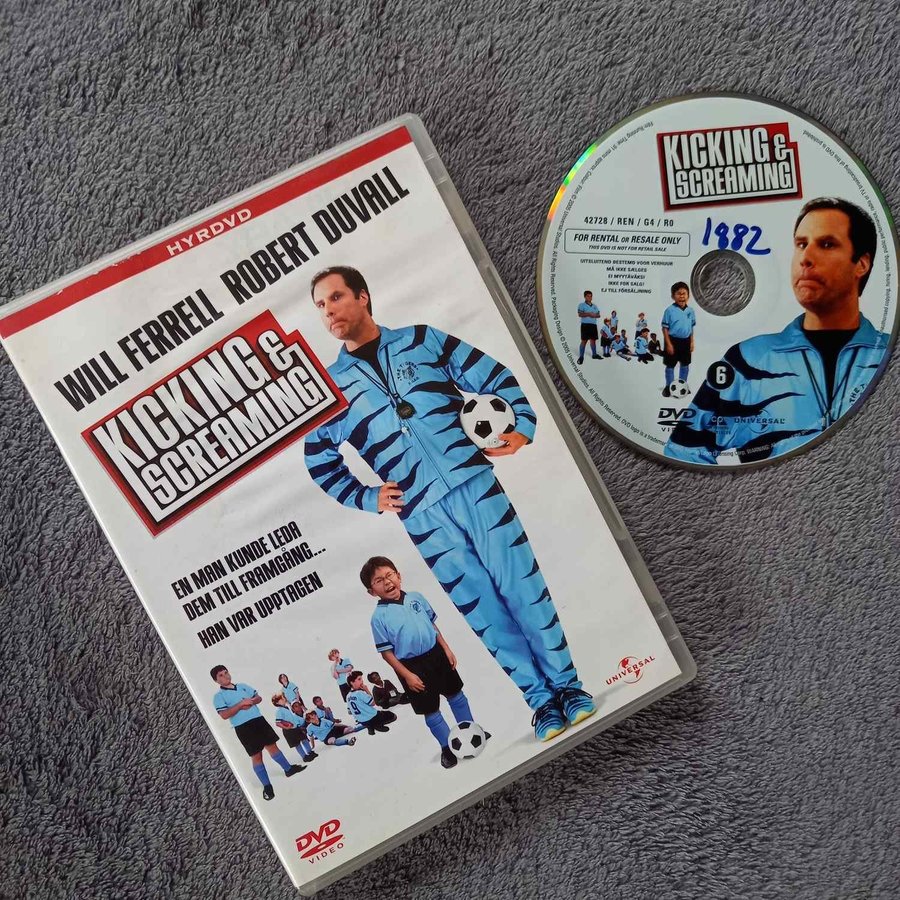 HYRDVD
WILL FERRELL ROBERT DUVALL
KICKING &
SCREAMING
EN MAN KUNDE LEDA
DEM TILL FRAMGÅNG...
HAN VAR UPPTAGEN
UNIVERSAL
DVD
VIDEO
KICKING &
SCREAMING
42728 / REN / G4 / R0
1882
FOR RENTAL OR RESALE ONLY
THIS DVD IS NOT FOR RETAIL SALE.
UITSLUITEND BESTEMD VOOR VERHUUR
MÅ IKKE SÆLGES
EI MYYTÄVÄKSI
IKKE FOR SALG!
EJ TILL FÖRSÄLJNING
6
DVD
VIDEO
UNIVERSAL
THE